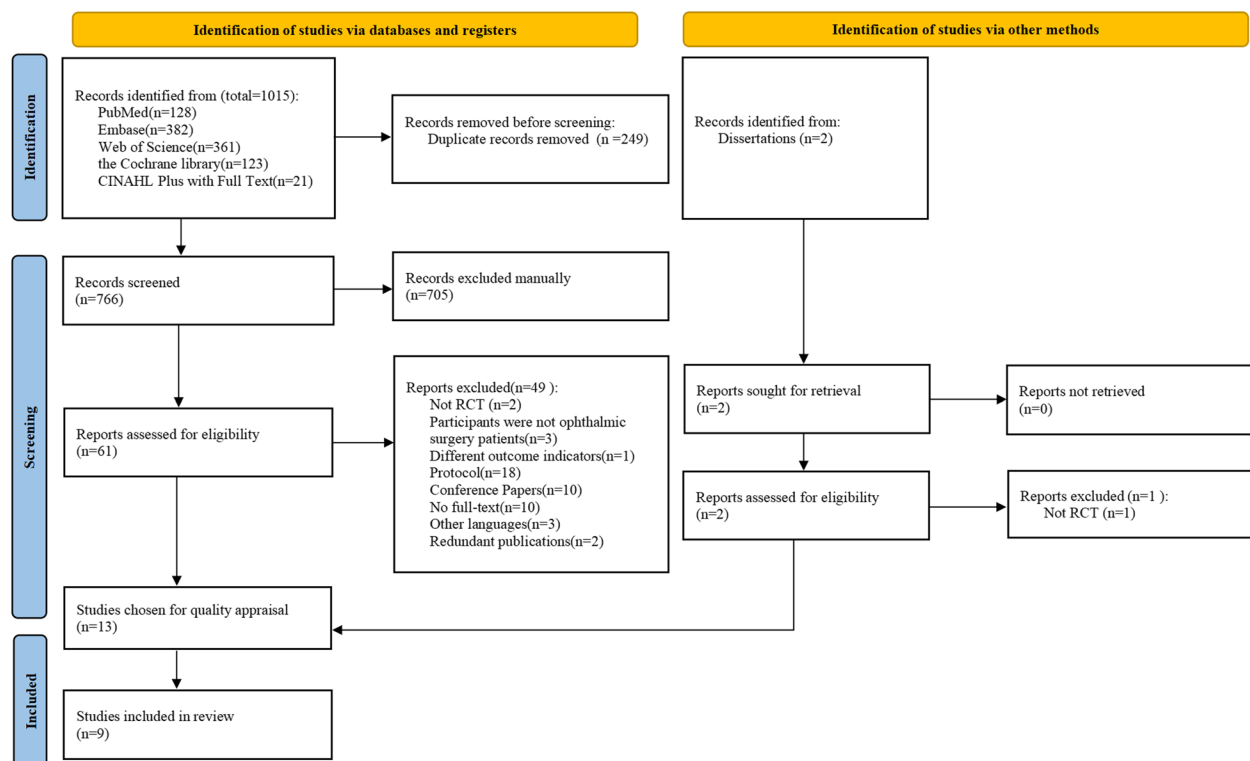 Identification of studies via databases and registers
Identification of studies via other methods
Identification
Records identified from (total=1015):
PubMed(n=128)
Embase(n=382)
Web of Science(n=361)
the Cochrane library(n=123)
CINAHL Plus with Full Text(n=21)
Records removed before screening:
Duplicate records removed (n =249)
Records identified from:
Dissertations (n=2)
Screening
Records screened
(n=766)
Records excluded manually
(n=705)
Reports assessed for eligibility
(n=61)
Reports excluded(n=49 ):
Not RCT (n=2)
Participants were not ophthalmic
surgery patients(n=3)
Different outcome indicators(n=1)
Protocol(n=18)
Conference Papers(n=10)
No full-text(n=10)
Other languages(n=3)
Redundant publications(n=2)
Reports sought for retrieval
(n=2)
Reports not retrieved
(n=0)
Reports assessed for eligibility
(n=2)
Reports excluded (n=1 ):
Not RCT (n=1)
Studies chosen for quality appraisal
(n=13)
Included
Studies included in review
(n=9)